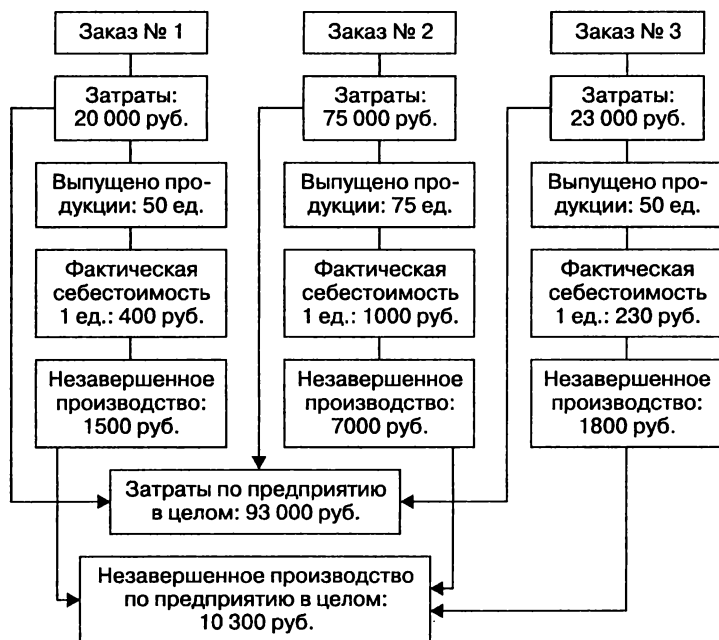 Заказ № 1
Заказ № 2
Заказ № 3
Затраты:
20 000 руб.
Затраты:
75 000 руб.
Затраты:
23 000 руб.
Выпущено про-
дукции: 50 ед.
Выпущено про-
дукции: 75 ед.
Выпущено про-
дукции: 50 ед.
Фактическая
себестоимость
1 ед.: 400 руб.
Фактическая
себестоимость
1 ед.: 1000 руб.
Фактическая
себестоимость
1 ед.: 230 руб.
Незавершенное
производство:
1500 руб.
Незавершенное
производство:
7000 руб.
Незавершенное
производство:
1800 руб.
Затраты по предприятию
в целом: 93 000 руб.
Незавершенное производство
по предприятию в целом:
10 300 руб.